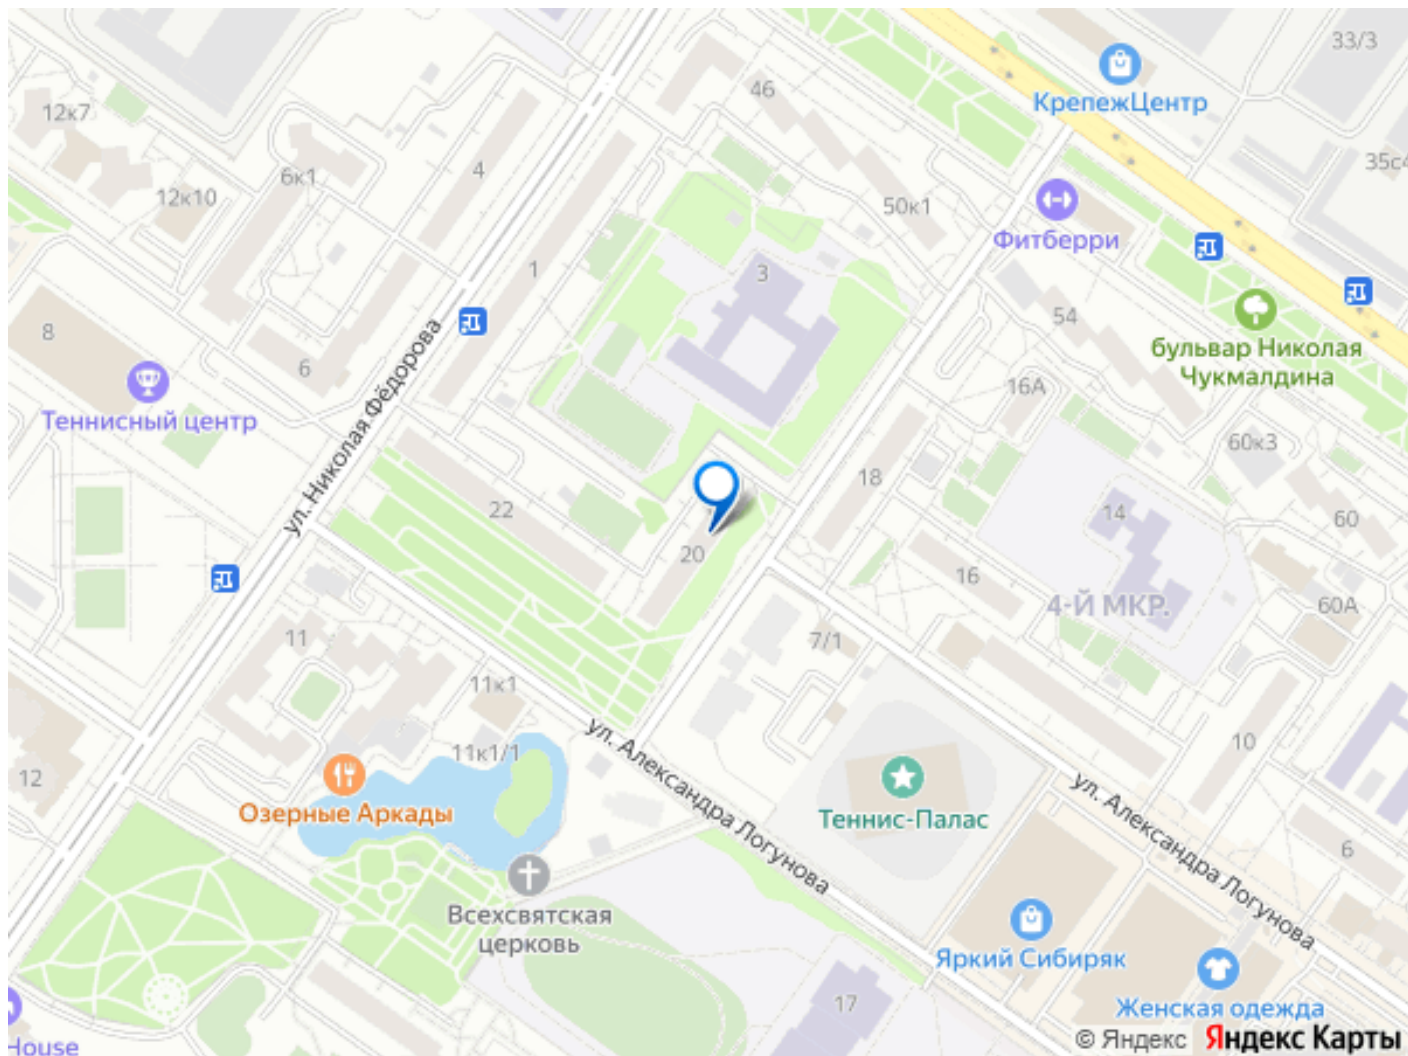 33/3
46
КрепежЦентр
12к7
35с4
4
6к1
12к10
50к1
Фитберри
1
3
54
8
бульвар Николая
Чукмалдина
6
16А
Теннисный центр
ул. Николая Фёдорова
60к3
18
22
14
60
20
16
4-Й МКР.
60А
11
7/1
11к1
11к1/1
10
12
ул. Александра Логунова
Озерные Аркады
Теннис-Палас
ул. Александра Логунова
6
Всехсвятская
церковь
Яркий Сибиряк
17
Женская одежда
House
© Яндекс Яндекс Карты